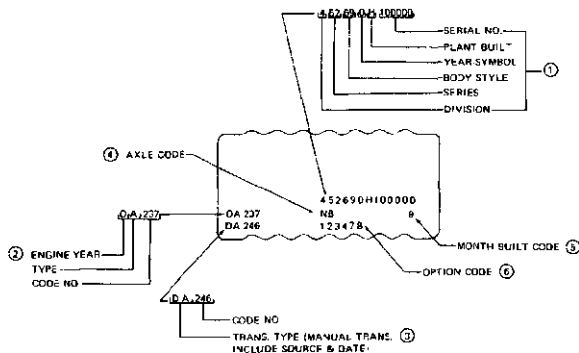 4 52 69 0 H 100000
SERIAL NO.
PLANT BUILT
YEAR SYMBOL
BODY STYLE
SERIES
DIVISION
①
④ AXLE CODE
452690H100000
OA 237 NB 9
DA 246 123478
O A 237
② ENGINE YEAR
TYPE
CODE NO
MONTH BUILT CODE ⑤
OPTION CODE ⑥
D A 246
CODE NO
TRANS. TYPE (MANUAL TRANS. ③
INCLUDE SOURCE & DATE)